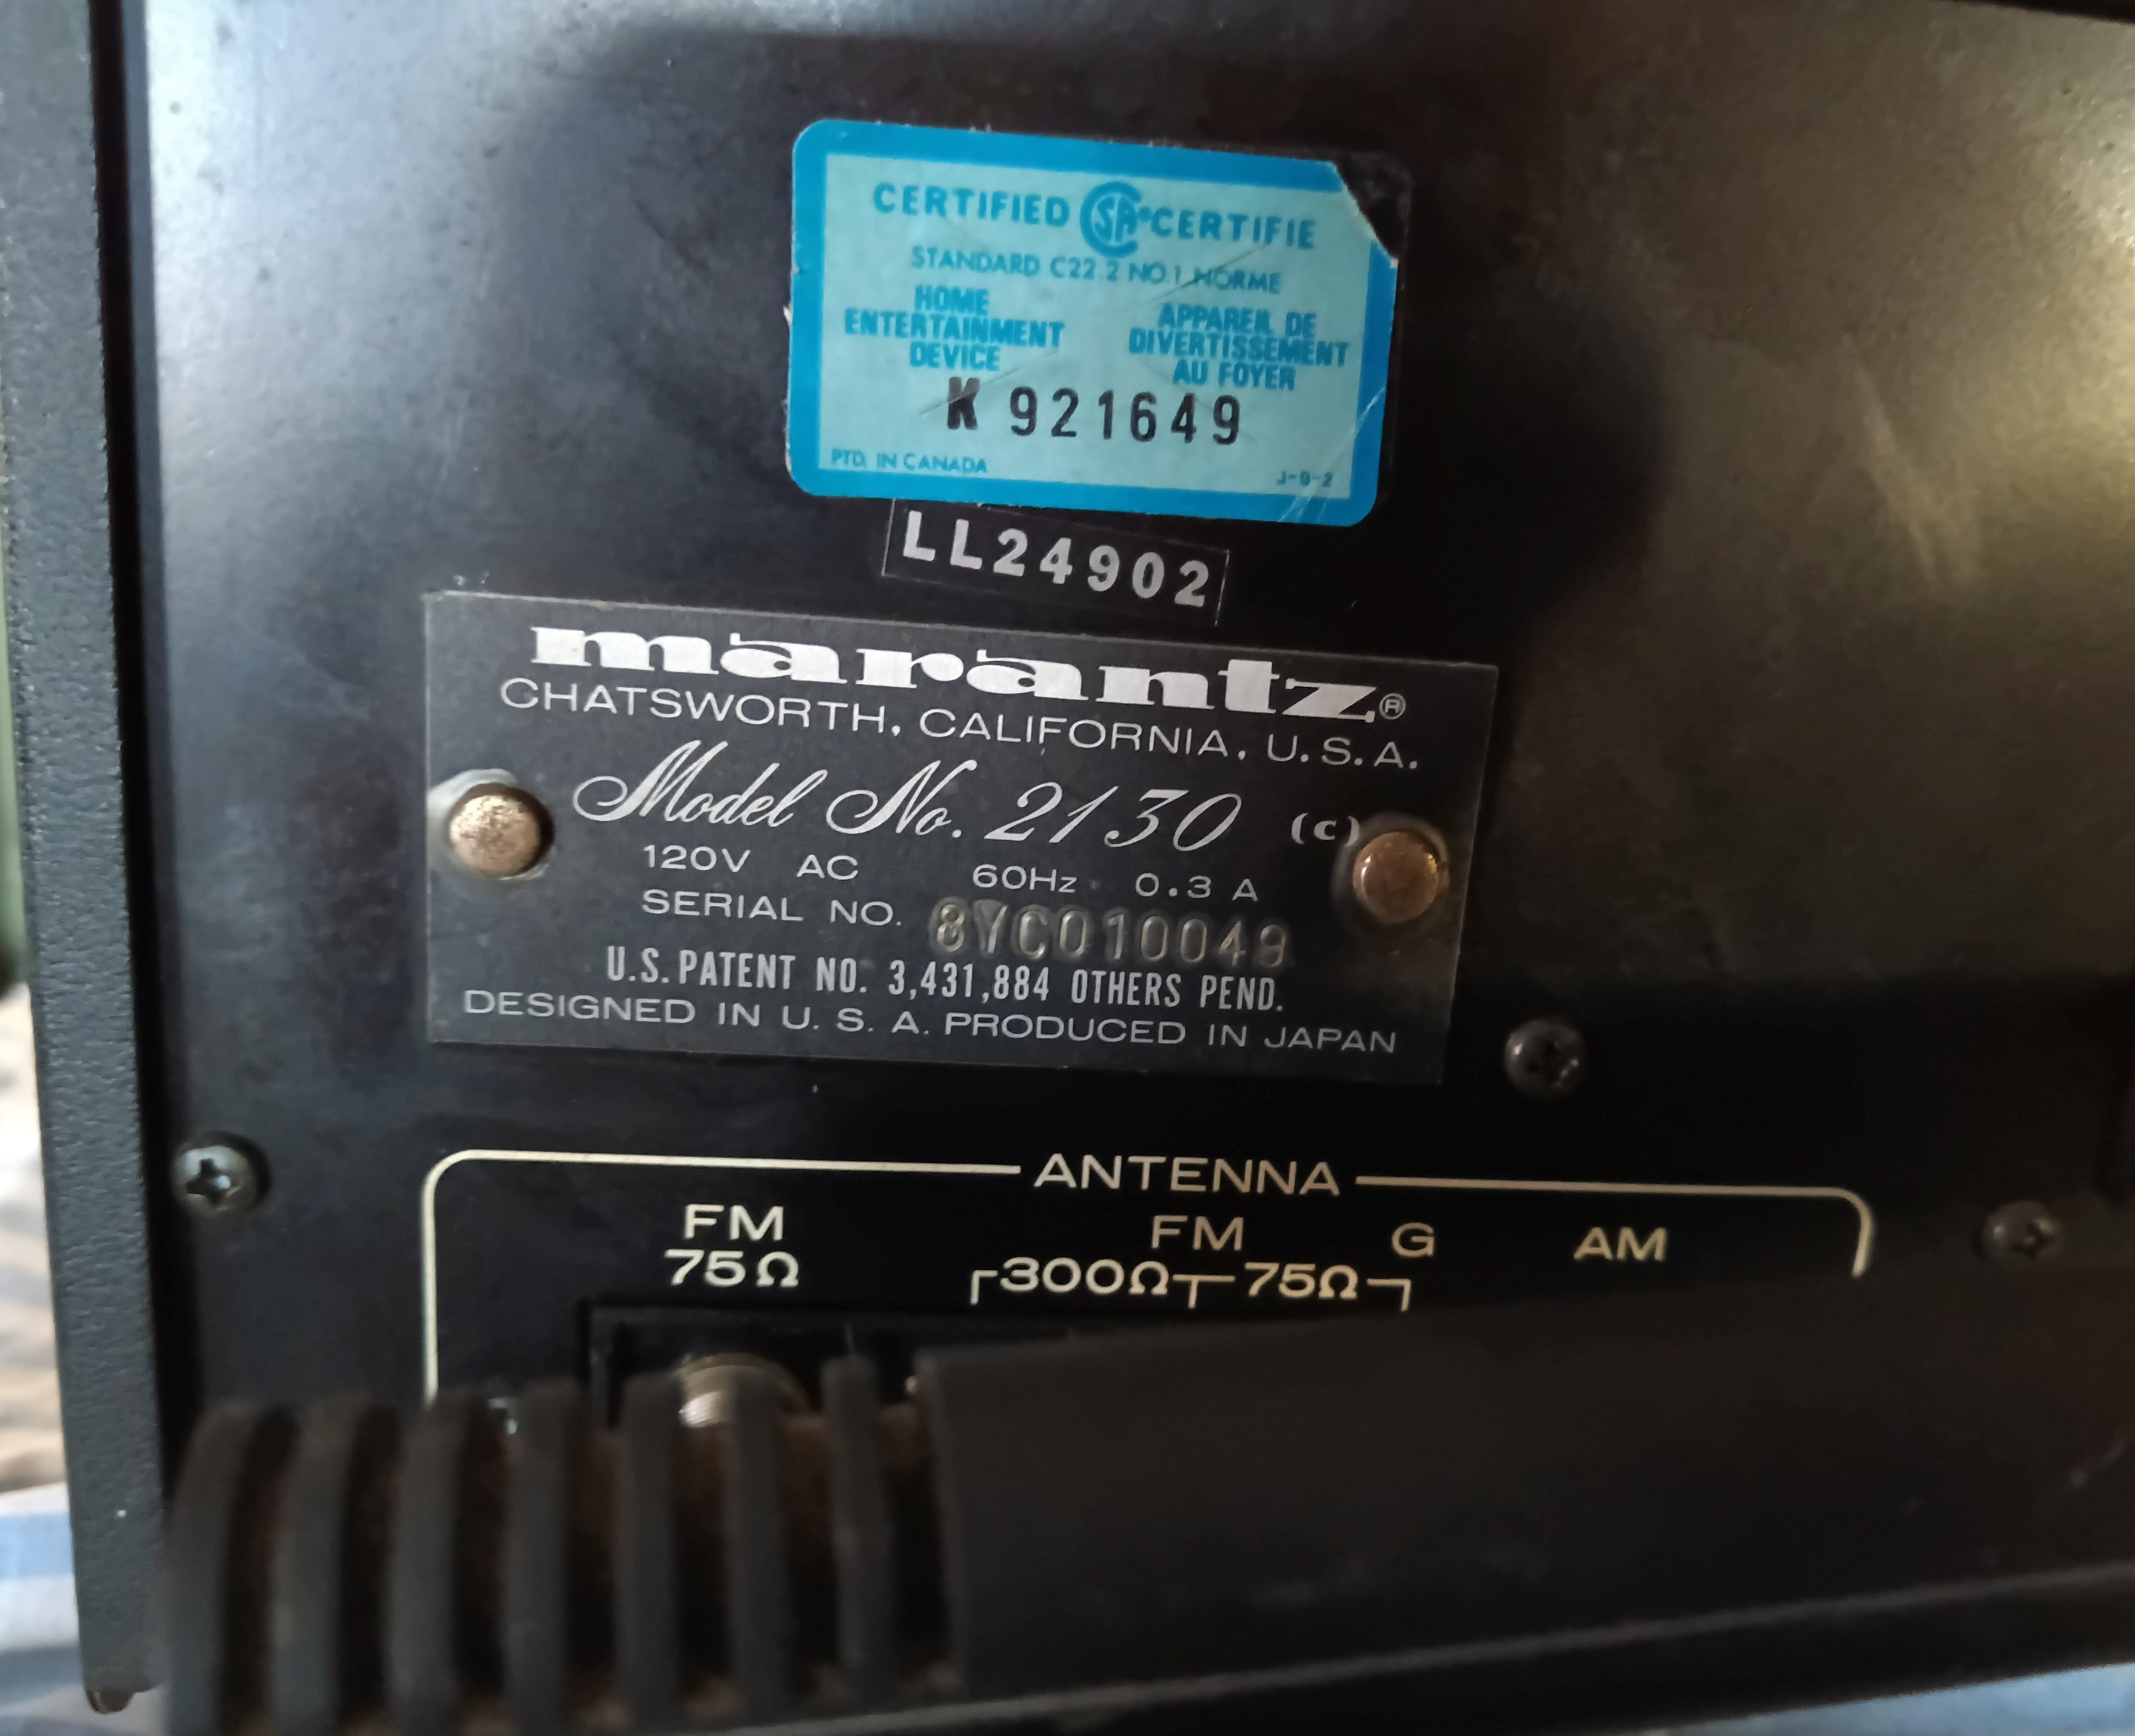 CERTIFIED CSA® CERTIFIE
STANDARD C22.2 NO.1 NORME
HOME
ENTERTAINMENT
DEVICE
APPAREIL DE
DIVERTISSEMENT
AU FOYER
K 921649
PTD. IN CANADA
J-9-2
LL24902
marantz®
CHATSWORTH, CALIFORNIA, U.S.A.
Model No. 2130 (C)
120V AC 60Hz 0.3 A
SERIAL NO. 8YC010049
U.S. PATENT NO. 3,431,884 OTHERS PEND.
DESIGNED IN U. S. A. PRODUCED IN JAPAN
ANTENNA
FM
75Ω
FM G AM
300Ω 75Ω